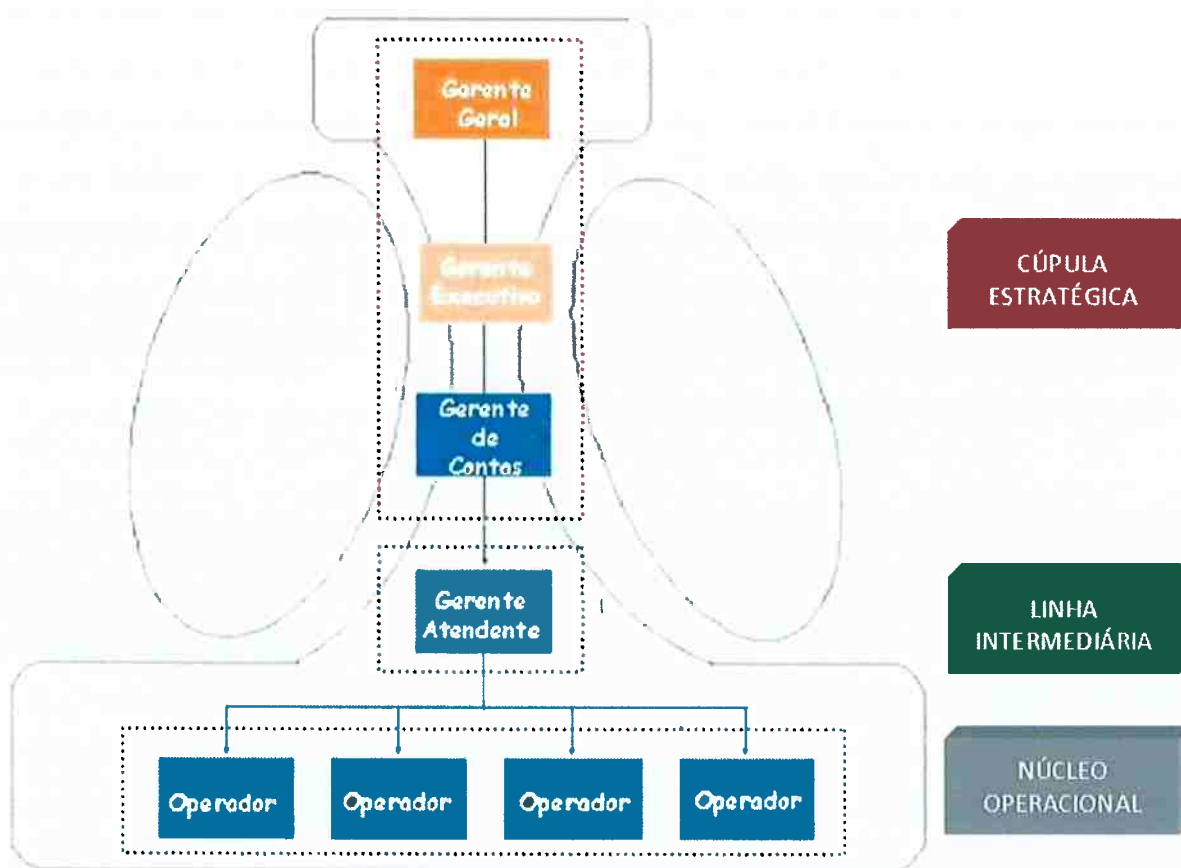 Gerente
Geral
Gerente
Executivo
CÚPULA
ESTRATÉGICA
Gerente
de
Contas
Gerente
Atendente
LINHA
INTERMEDIÁRIA
Operador
Operador
Operador
Operador
NÚCLEO
OPERACIONAL